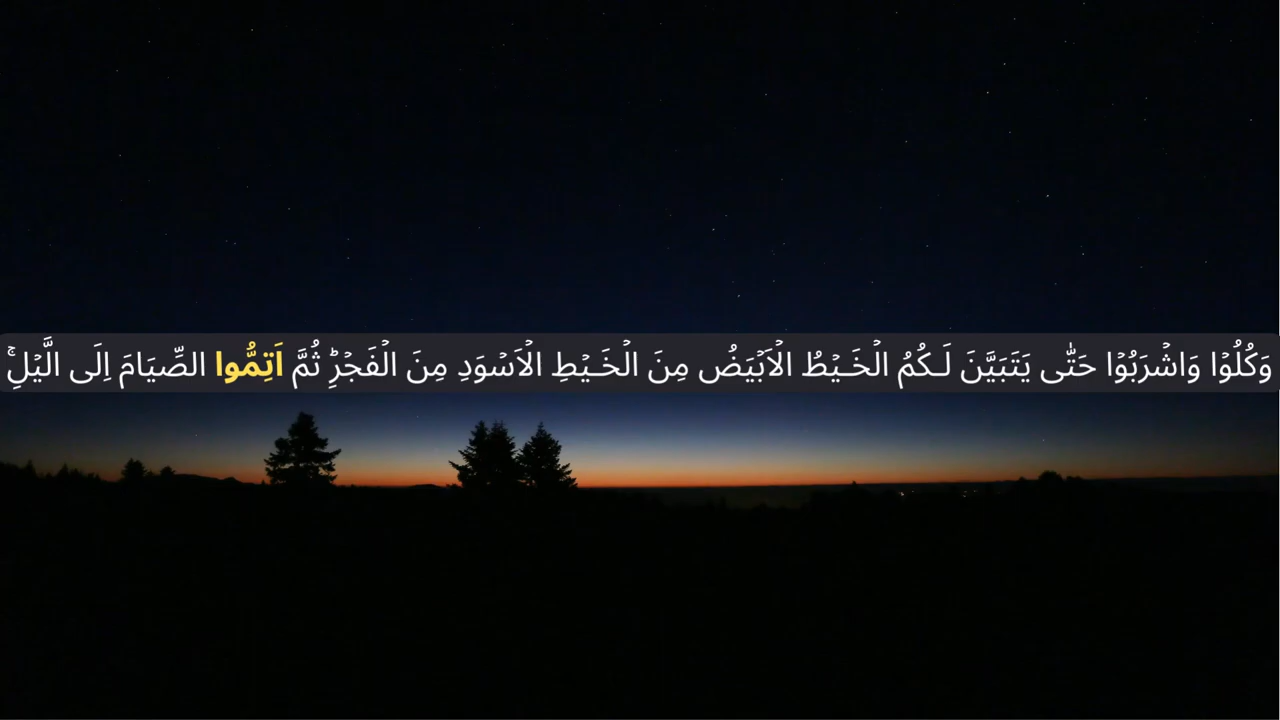 وَكُلُوۡا وَاشۡرَبُوۡا حَتّٰى يَتَبَيَّنَ لَـكُمُ الۡخَـيۡطُ الۡاَبۡيَضُ مِنَ الۡخَـيۡطِ الۡاَسۡوَدِ مِنَ الۡفَجۡرِ‌ؕ ثُمَّ اَتِمُّوا الصِّيَامَ اِلَى الَّيۡلِ‌ۚ